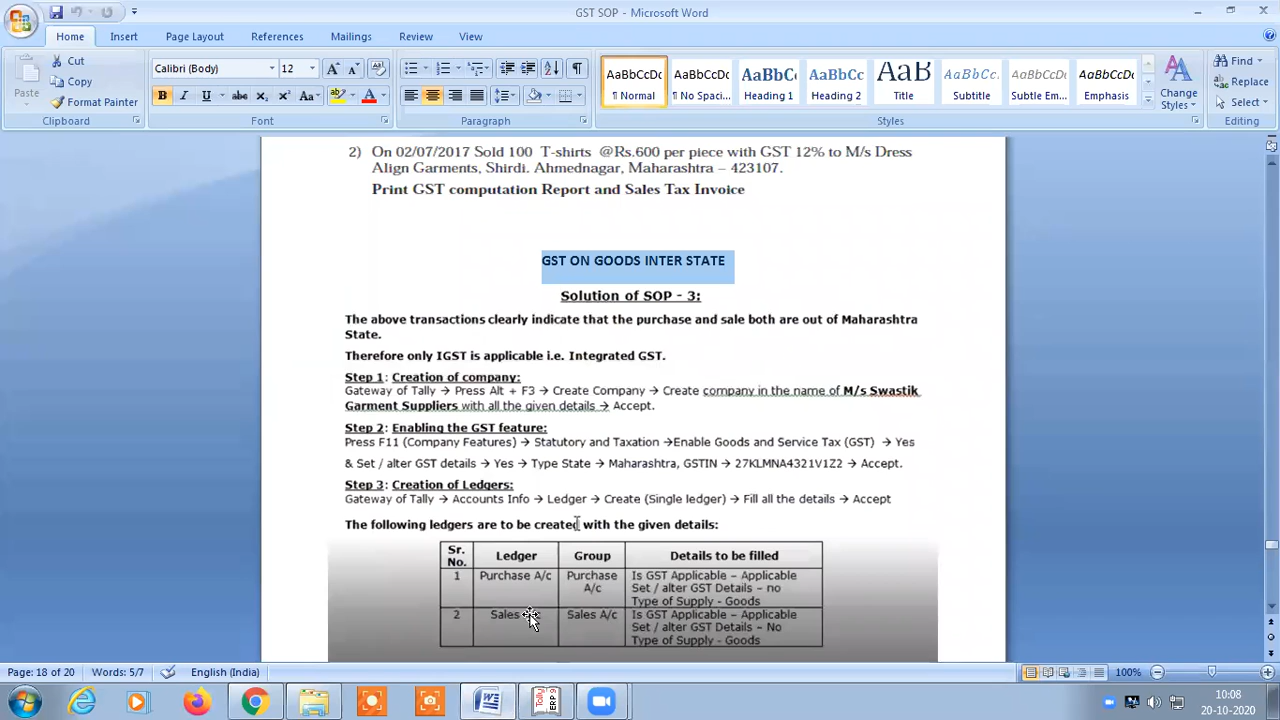 GST SOP - Microsoft Word
Home Insert Page Layout References Mailings Review View
Cut
Copy
Format Painter
Paste
Calibri (Body) 12
AaBbCcDc AaBbCcDc AaBbCc AaBbCc AaB AaBbCc. AaBbCcDc AaBbCcDc
¶ Normal ¶ No Spaci... Heading 1 Heading 2 Title Subtitle Subtle Em... Emphasis
Change Styles
Find
Replace
Select
Clipboard Font Paragraph Styles Editing
2) On 02/07/2017 Sold 100 T-shirts @Rs.600 per piece with GST 12% to M/s Dress
Align Garments, Shirdi. Ahmednagar, Maharashtra – 423107.
Print GST computation Report and Sales Tax Invoice
GST ON GOODS INTER STATE
Solution of SOP - 3:
The above transactions clearly indicate that the purchase and sale both are out of Maharashtra
State.
Therefore only IGST is applicable i.e. Integrated GST.
Step 1: Creation of company:
Gateway of Tally → Press Alt + F3 → Create Company → Create company in the name of M/s Swastik
Garment Suppliers with all the given details → Accept.
Step 2: Enabling the GST feature:
Press F11 (Company Features) → Statutory and Taxation →Enable Goods and Service Tax (GST) → Yes
& Set / alter GST details → Yes → Type State → Maharashtra, GSTIN → 27KLMNA4321V1Z2 → Accept.
Step 3: Creation of Ledgers:
Gateway of Tally → Accounts Info → Ledger → Create (Single ledger) → Fill all the details → Accept
The following ledgers are to be created with the given details:
Sr. No. Ledger Group Details to be filled
1 Purchase A/c Purchase A/c Is GST Applicable – Applicable
Set / alter GST Details – no
Type of Supply - Goods
2 Sales Sales A/c Is GST Applicable – Applicable
Set / alter GST Details – No
Type of Supply - Goods
Page: 18 of 20 Words: 5/7 English (India) 100%
10:08
20-10-2020